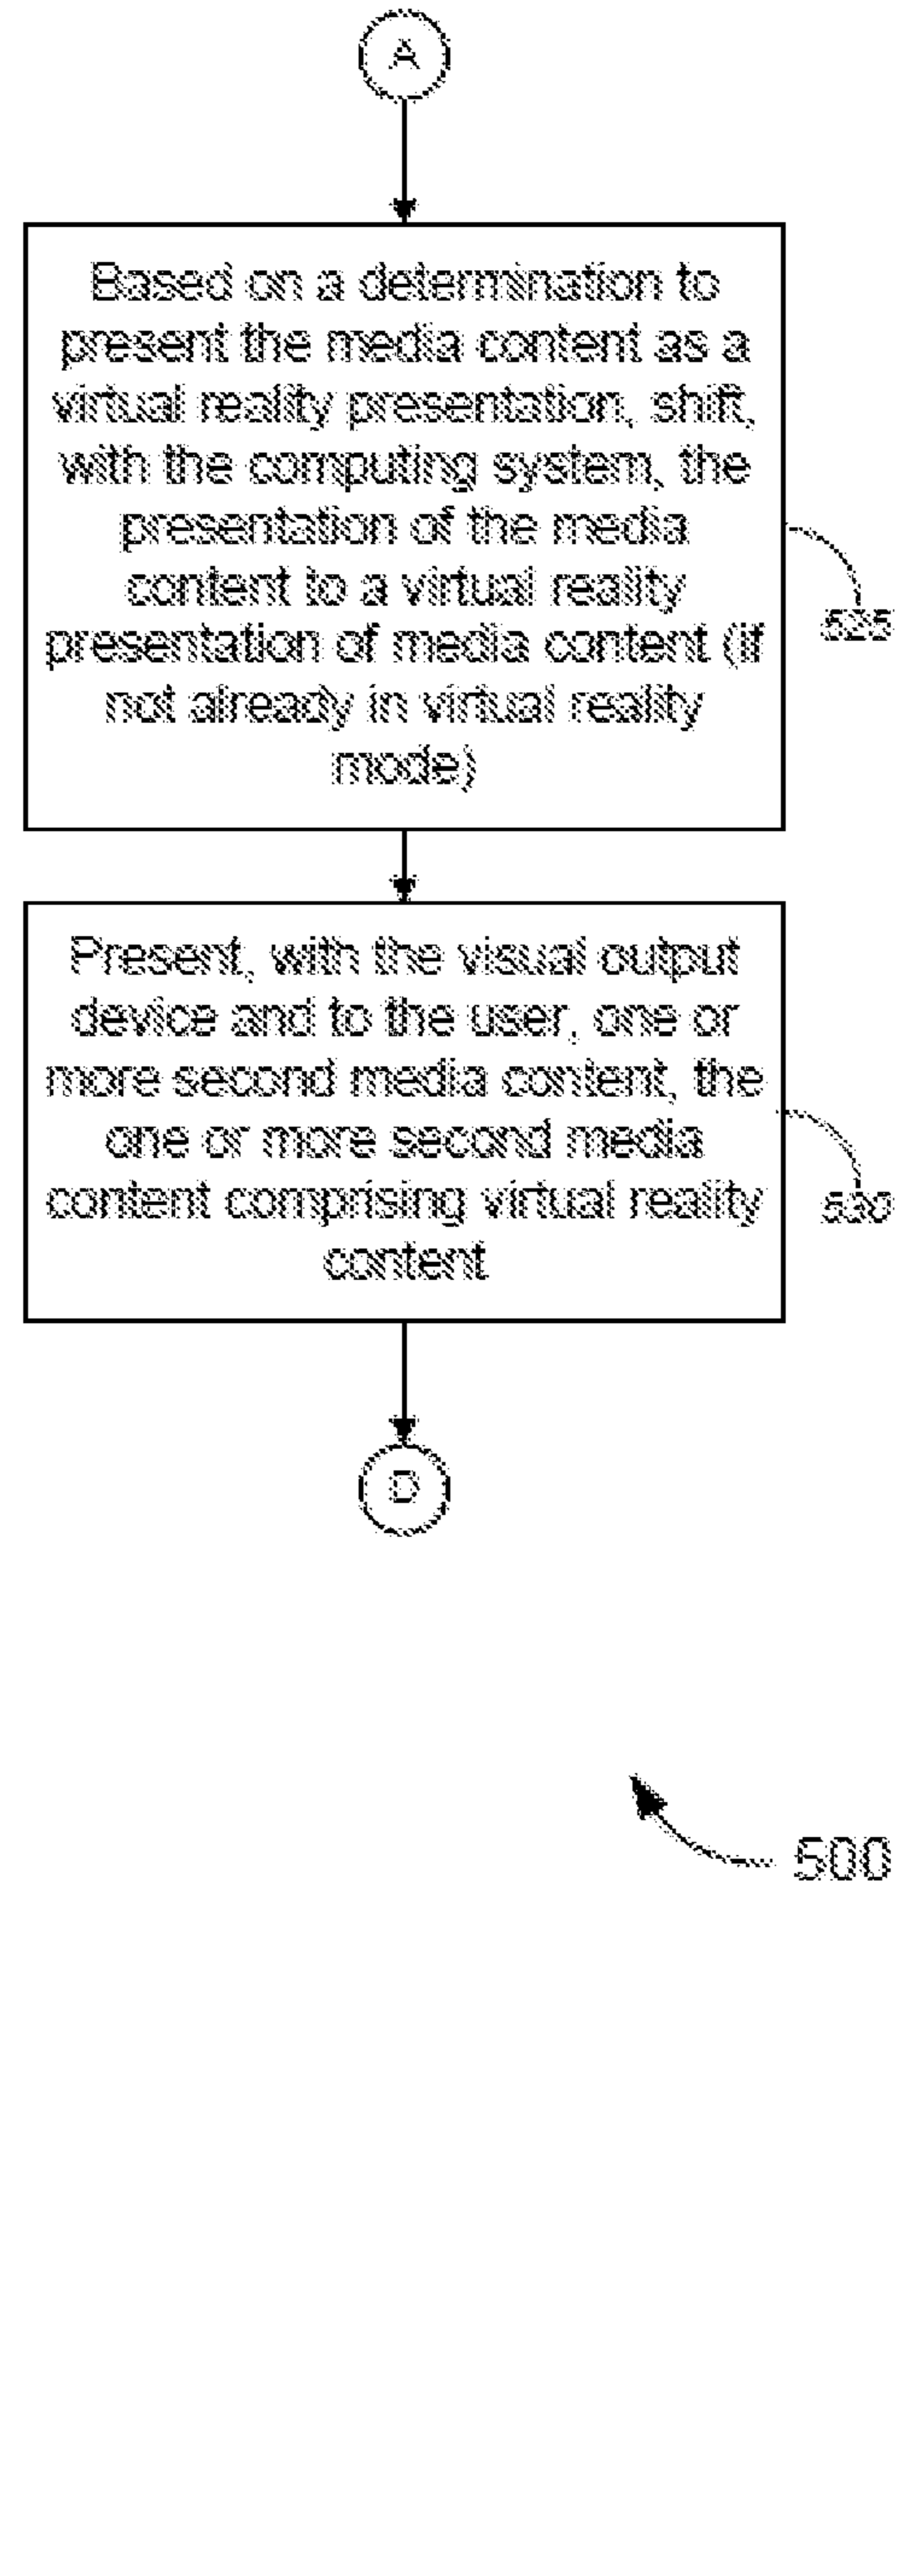 A
Based on a determination to
present the media content as a
virtual reality presentation, shift,
with the computing system, the
presentation of the media
content to a virtual reality
presentation of media content (if
not already in virtual reality
mode)
525
Present, with the visual output
device and to the user, one or
more second media content, the
one or more second media
content comprising virtual reality
content
530
D
500